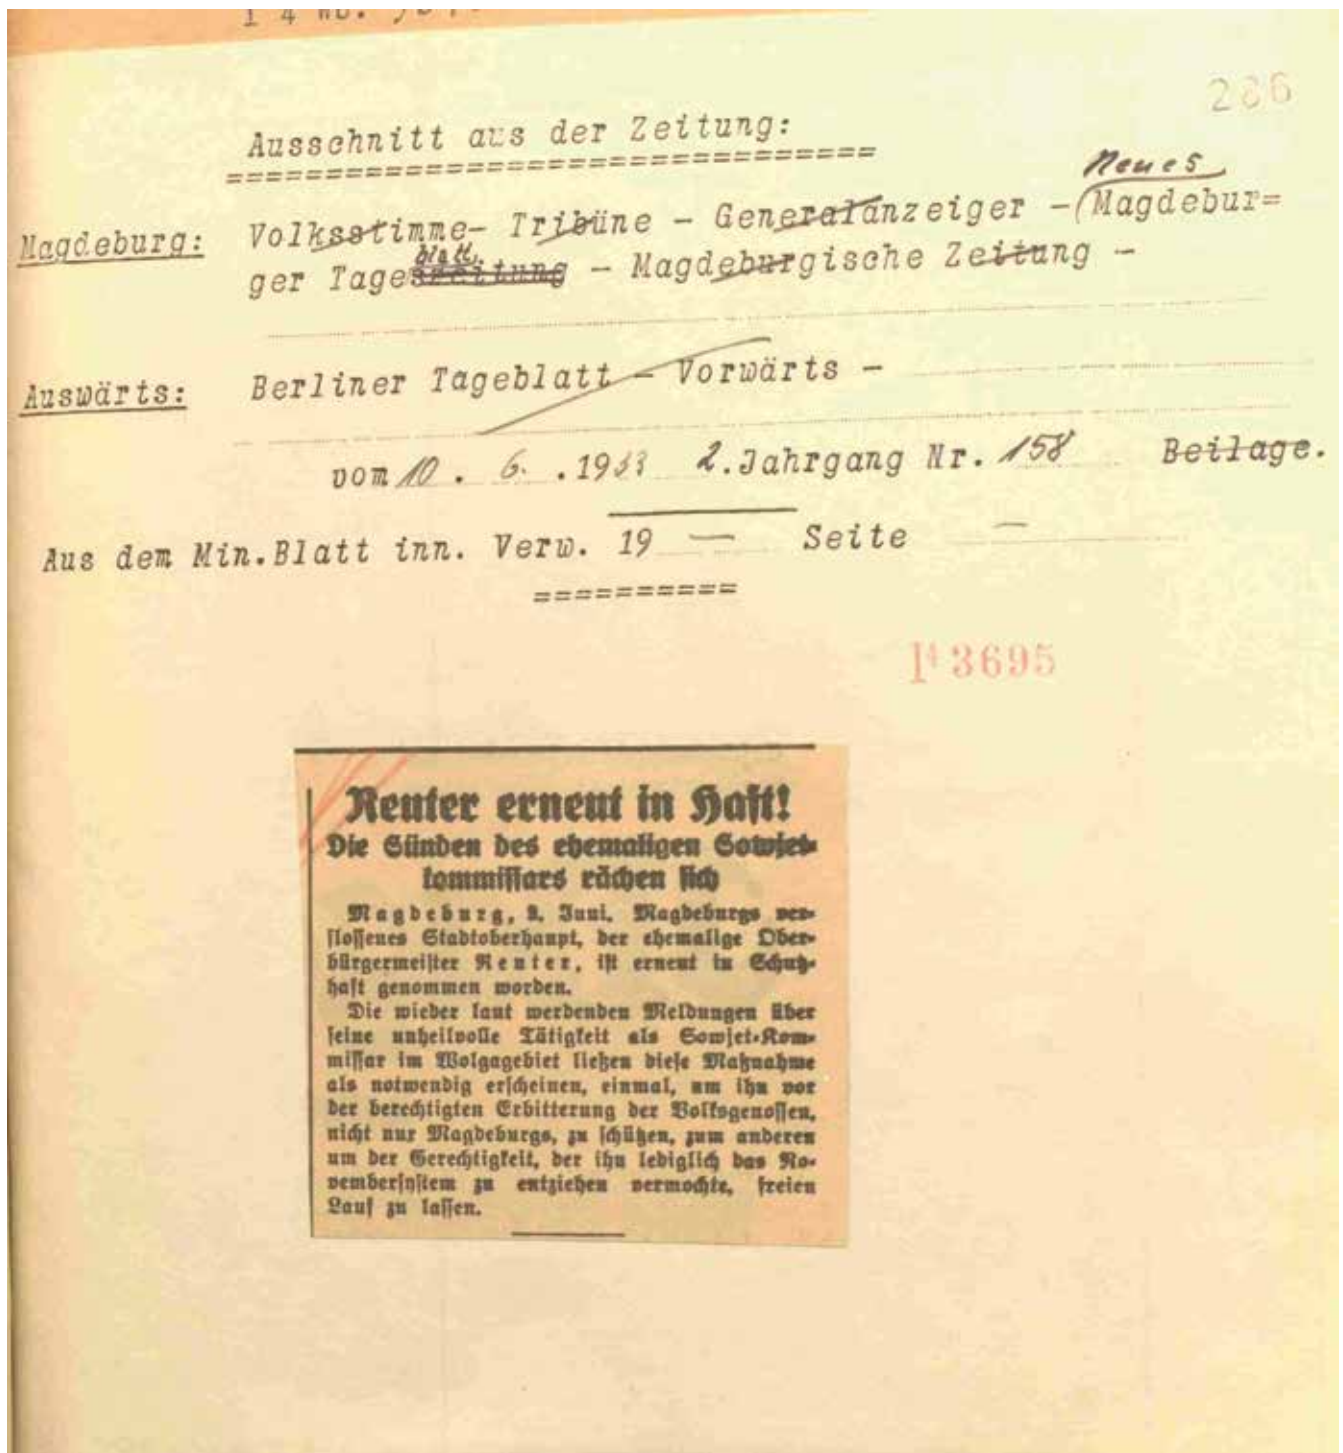 286
Ausschnitt aus der Zeitung:
Neues
Magdeburg: Volksstimme- Tribüne - Generalanzeiger - (Magdebur=
blatt.
ger Tageszeitung - Magdeburgische Zeitung -
Auswärts: Berliner Tageblatt - Vorwärts -
vom 10. 6. .1933 2.Jahrgang Nr. 158 Beilage.
Aus dem Min.Blatt inn. Verw. 19 — Seite —
I⁴ 3695
Reuter erneut in Haft!
Die Sünden des ehemaligen Sowjet-
kommissars rächen sich
Magdeburg, 9. Juni. Magdeburgs ver-
flossenes Stadtoberhaupt, der ehemalige Ober-
bürgermeister Reuter, ist erneut in Schutz-
haft genommen worden.
Die wieder laut werdenden Meldungen über
seine unheilvolle Tätigkeit als Sowjet-Kom-
missar im Wolgagebiet ließen diese Maßnahme
als notwendig erscheinen, einmal, um ihn vor
der berechtigten Erbitterung der Volksgenossen,
nicht nur Magdeburgs, zu schützen, zum anderen
um der Gerechtigkeit, der ihn lediglich das No-
vembersystem zu entziehen vermochte, freien
Lauf zu lassen.